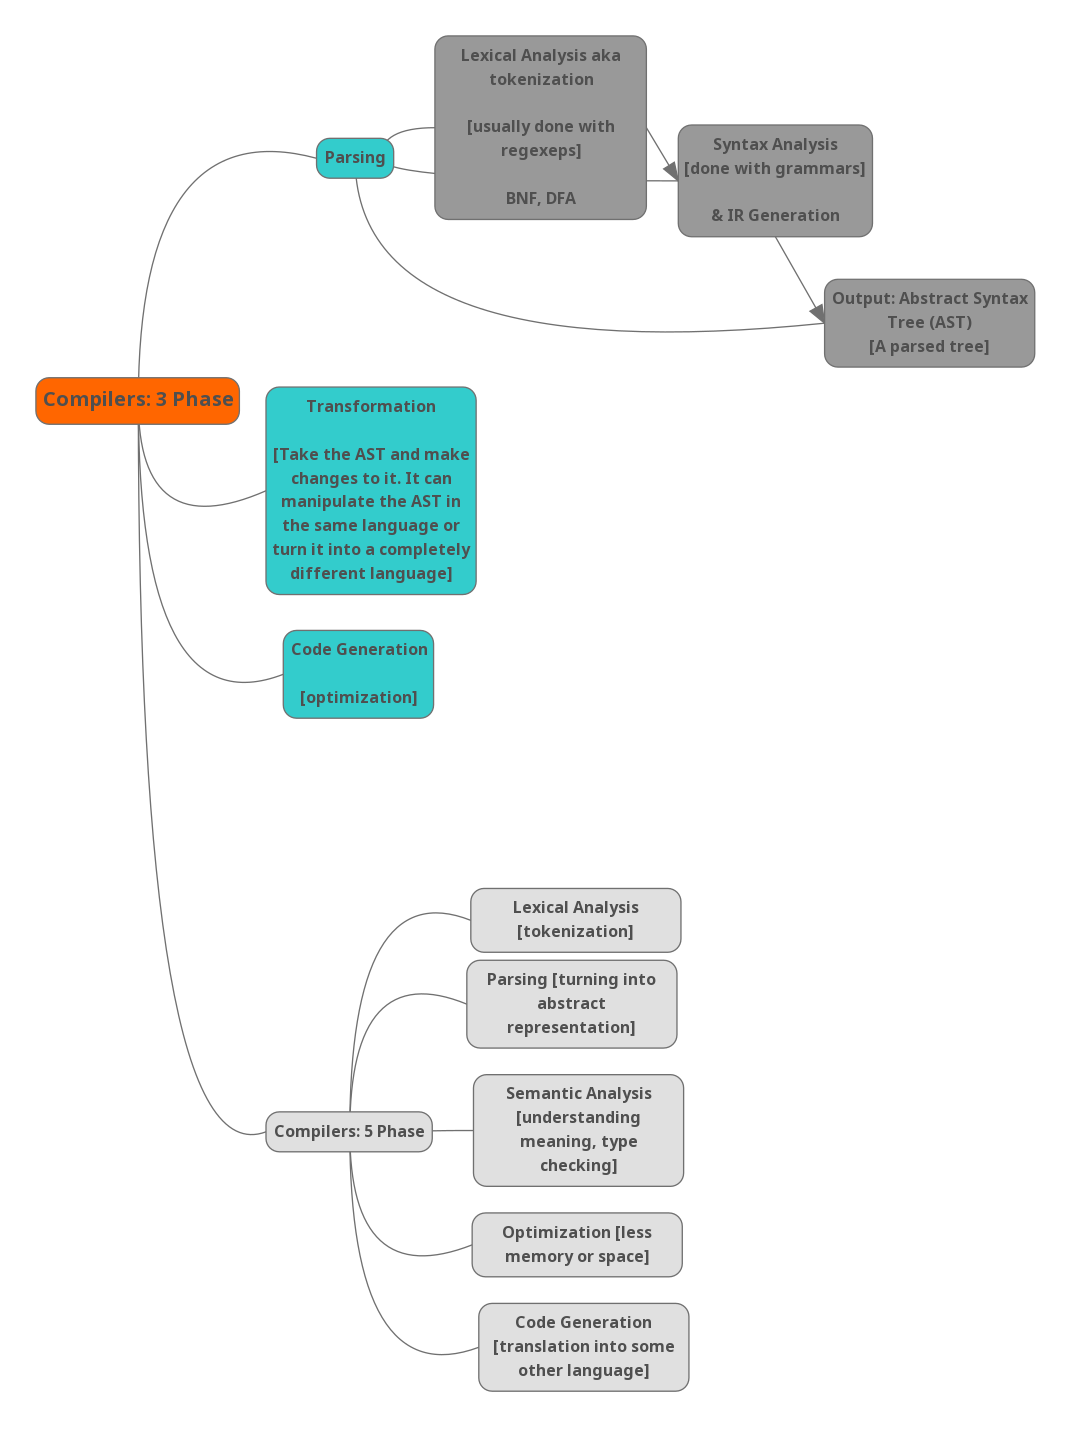 Lexical Analysis aka
tokenization
[usually done with
regexeps]
BNF, DFA
Parsing
Syntax Analysis
[done with grammars]
& IR Generation
Output: Abstract Syntax
Tree (AST)
[A parsed tree]
Compilers: 3 Phase
Transformation
[Take the AST and make
changes to it. It can
manipulate the AST in
the same language or
turn it into a completely
different language]
Code Generation
[optimization]
Lexical Analysis
[tokenization]
Parsing [turning into
abstract
representation]
Compilers: 5 Phase
Semantic Analysis
[understanding
meaning, type
checking]
Optimization [less
memory or space]
Code Generation
[translation into some
other language]